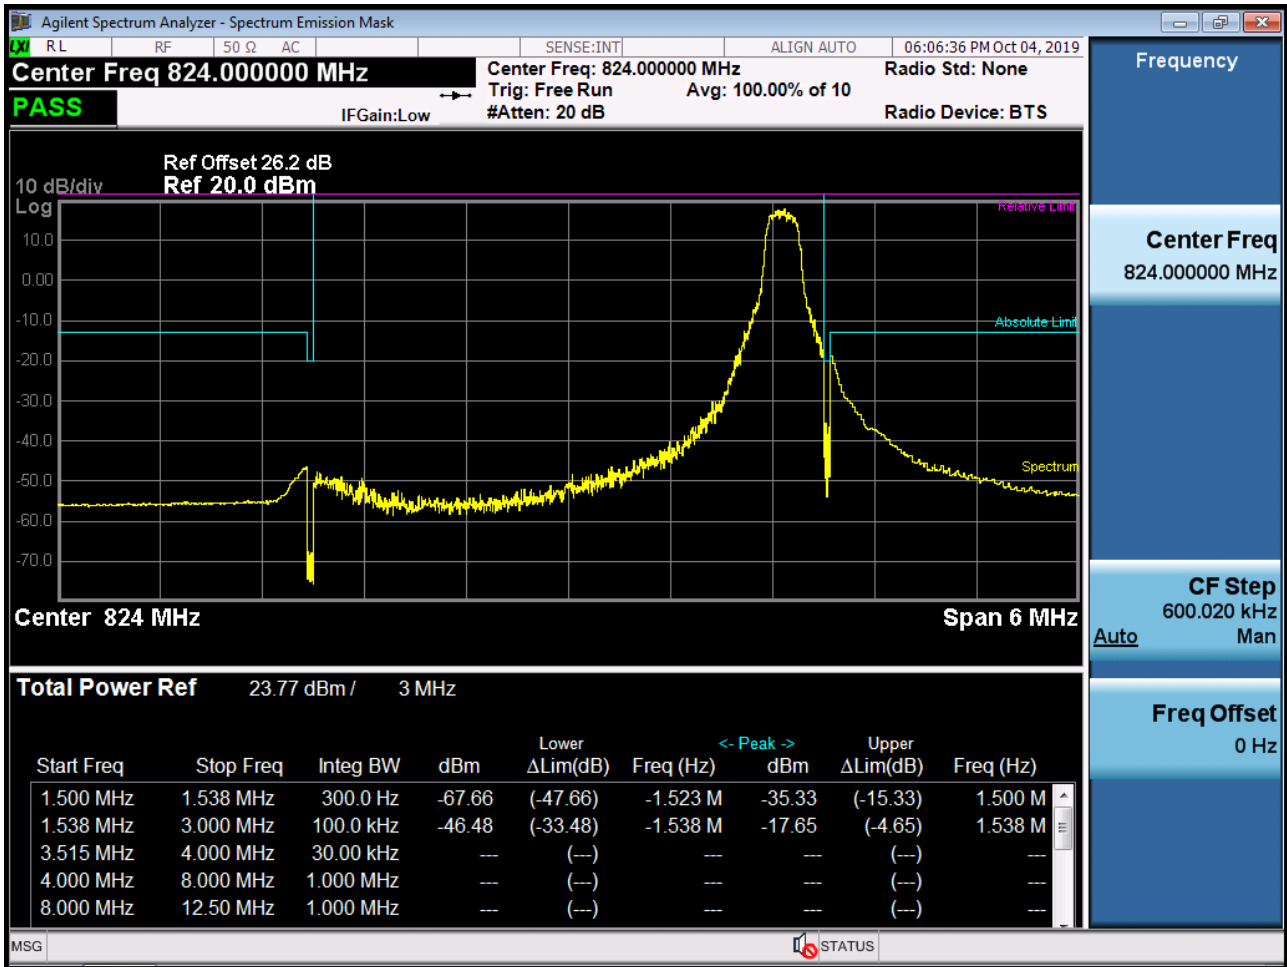 Agilent Spectrum Analyzer - Spectrum Emission Mask
LXI RL RF 50 Ω AC SENSE:INT ALIGN AUTO 06:06:36 PM Oct 04, 2019
Center Freq 824.000000 MHz
Center Freq: 824.000000 MHz
Radio Std: None
Trig: Free Run Avg: 100.00% of 10
PASS
IFGain:Low
#Atten: 20 dB
Radio Device: BTS
Ref Offset 26.2 dB
10 dB/div Ref 20.0 dBm
Log
Relative Limit
10.0
0.00
-10.0
Absolute Limit
-20.0
-30.0
-40.0
Spectrum
-50.0
-60.0
-70.0
Center 824 MHz Span 6 MHz
Total Power Ref 23.77 dBm / 3 MHz
Lower <- Peak -> Upper
Start Freq Stop Freq Integ BW dBm ΔLim(dB) Freq (Hz) dBm ΔLim(dB) Freq (Hz)
1.500 MHz 1.538 MHz 300.0 Hz -67.66 (-47.66) -1.523 M -35.33 (-15.33) 1.500 M
1.538 MHz 3.000 MHz 100.0 kHz -46.48 (-33.48) -1.538 M -17.65 (-4.65) 1.538 M
3.515 MHz 4.000 MHz 30.00 kHz --- (---) --- --- (---) ---
4.000 MHz 8.000 MHz 1.000 MHz --- (---) --- --- (---) ---
8.000 MHz 12.50 MHz 1.000 MHz --- (---) --- --- (---) ---
MSG STATUS
Frequency
Center Freq
824.000000 MHz
CF Step
600.020 kHz
Auto Man
Freq Offset
0 Hz